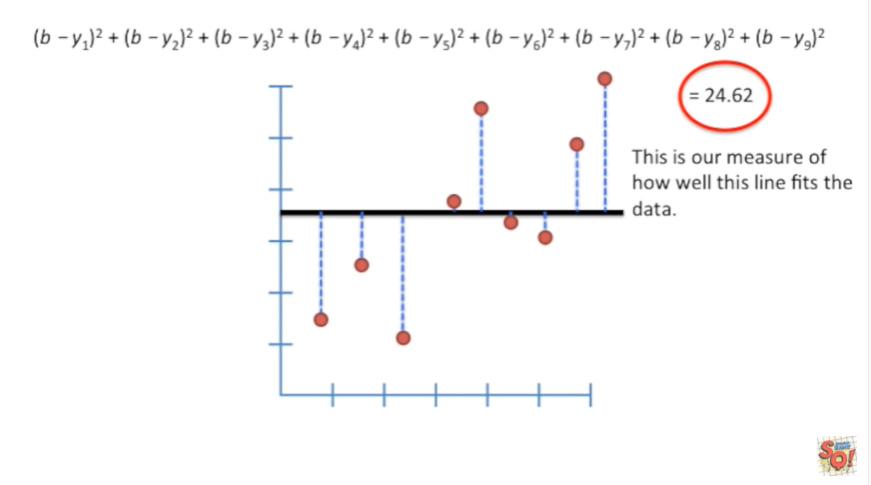 (b – y₁)² + (b – y₂)² + (b – y₃)² + (b – y₄)² + (b – y₅)² + (b – y₆)² + (b – y₇)² + (b – y₈)² + (b – y₉)²
= 24.62
This is our measure of
how well this line fits the
data.
SQ!